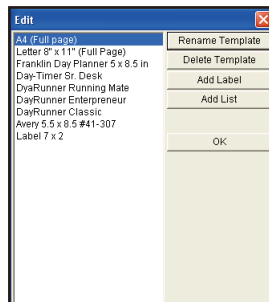 Edit
A4 (Full page)
Letter 8" x 11" (Full Page)
Franklin Day Planner 5 x 8.5 in
Day-Timer Sr. Desk
DyaRunner Running Mate
DayRunner Enterpreneur
DayRunner Classic
Avery 5.5 x 8.5 #41-307
Label 7 x 2
Rename Template
Delete Template
Add Label
Add List
OK